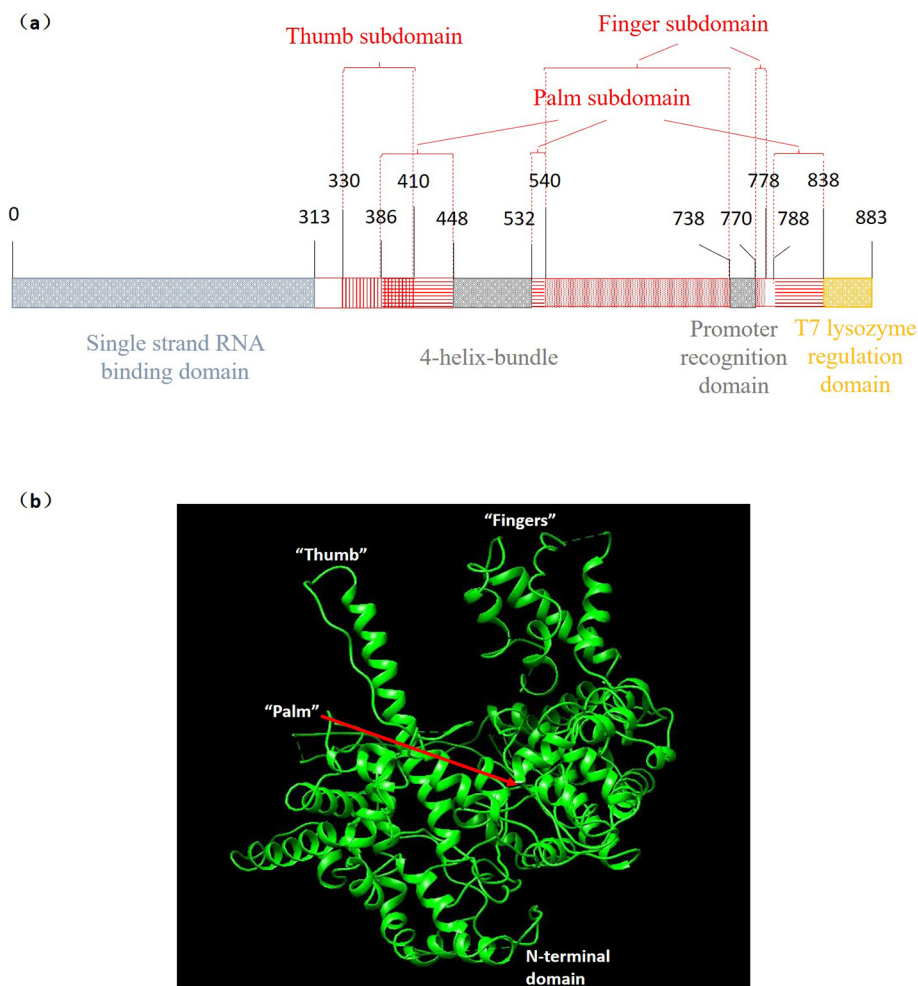 （a）
Thumb subdomain
Finger subdomain
Palm subdomain
330 410 540 778 838
0 313 386 448 532 738 770 788 883
Single strand RNA
binding domain
4-helix-bundle
Promoter
recognition
domain
T7 lysozyme
regulation
domain
（b）
“Fingers”
“Thumb”
“Palm”
N-terminal
domain